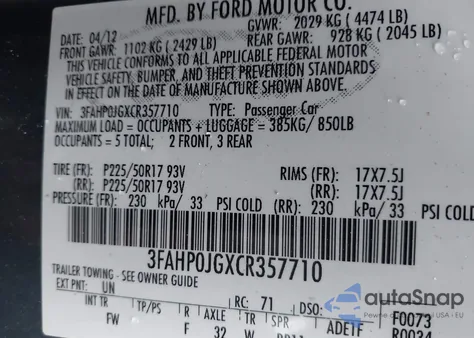 MFD. BY FORD MOTOR CO.
DATE: 04/12 GVWR: 2029 KG ( 4474 LB)
FRONT GAWR: 1102 KG ( 2429 LB) REAR GAWR: 928 KG ( 2045 LB)
THIS VEHICLE CONFORMS TO ALL APPLICABLE FEDERAL MOTOR
VEHICLE SAFETY, BUMPER, AND THEFT PREVENTION STANDARDS
IN EFFECT ON THE DATE OF MANUFACTURE SHOWN ABOVE.
VIN: 3FAHP0JGXCR357710 TYPE: Passenger Car
MAXIMUM LOAD = OCCUPANTS + LUGGAGE = 385KG/ 850LB
OCCUPANTS = 5 TOTAL; 2 FRONT, 3 REAR
TIRE (FR): P225/50R17 93V RIMS (FR): 17X7.5J
(RR): P225/50R17 93V (RR): 17X7.5J
PRESSURE (FR): 230 kPa/ 33 PSI COLD (RR): 230 kPa/ 33 PSI COLD
3FAHP0JGXCR357710
TRAILER TOWING - SEE OWNER GUIDE
EXT PNT: UN RC: 71 DSO: F0073
INT TR TP/PS R AXLE TR SPR ADETF R0034
FW F 32
autoSnap